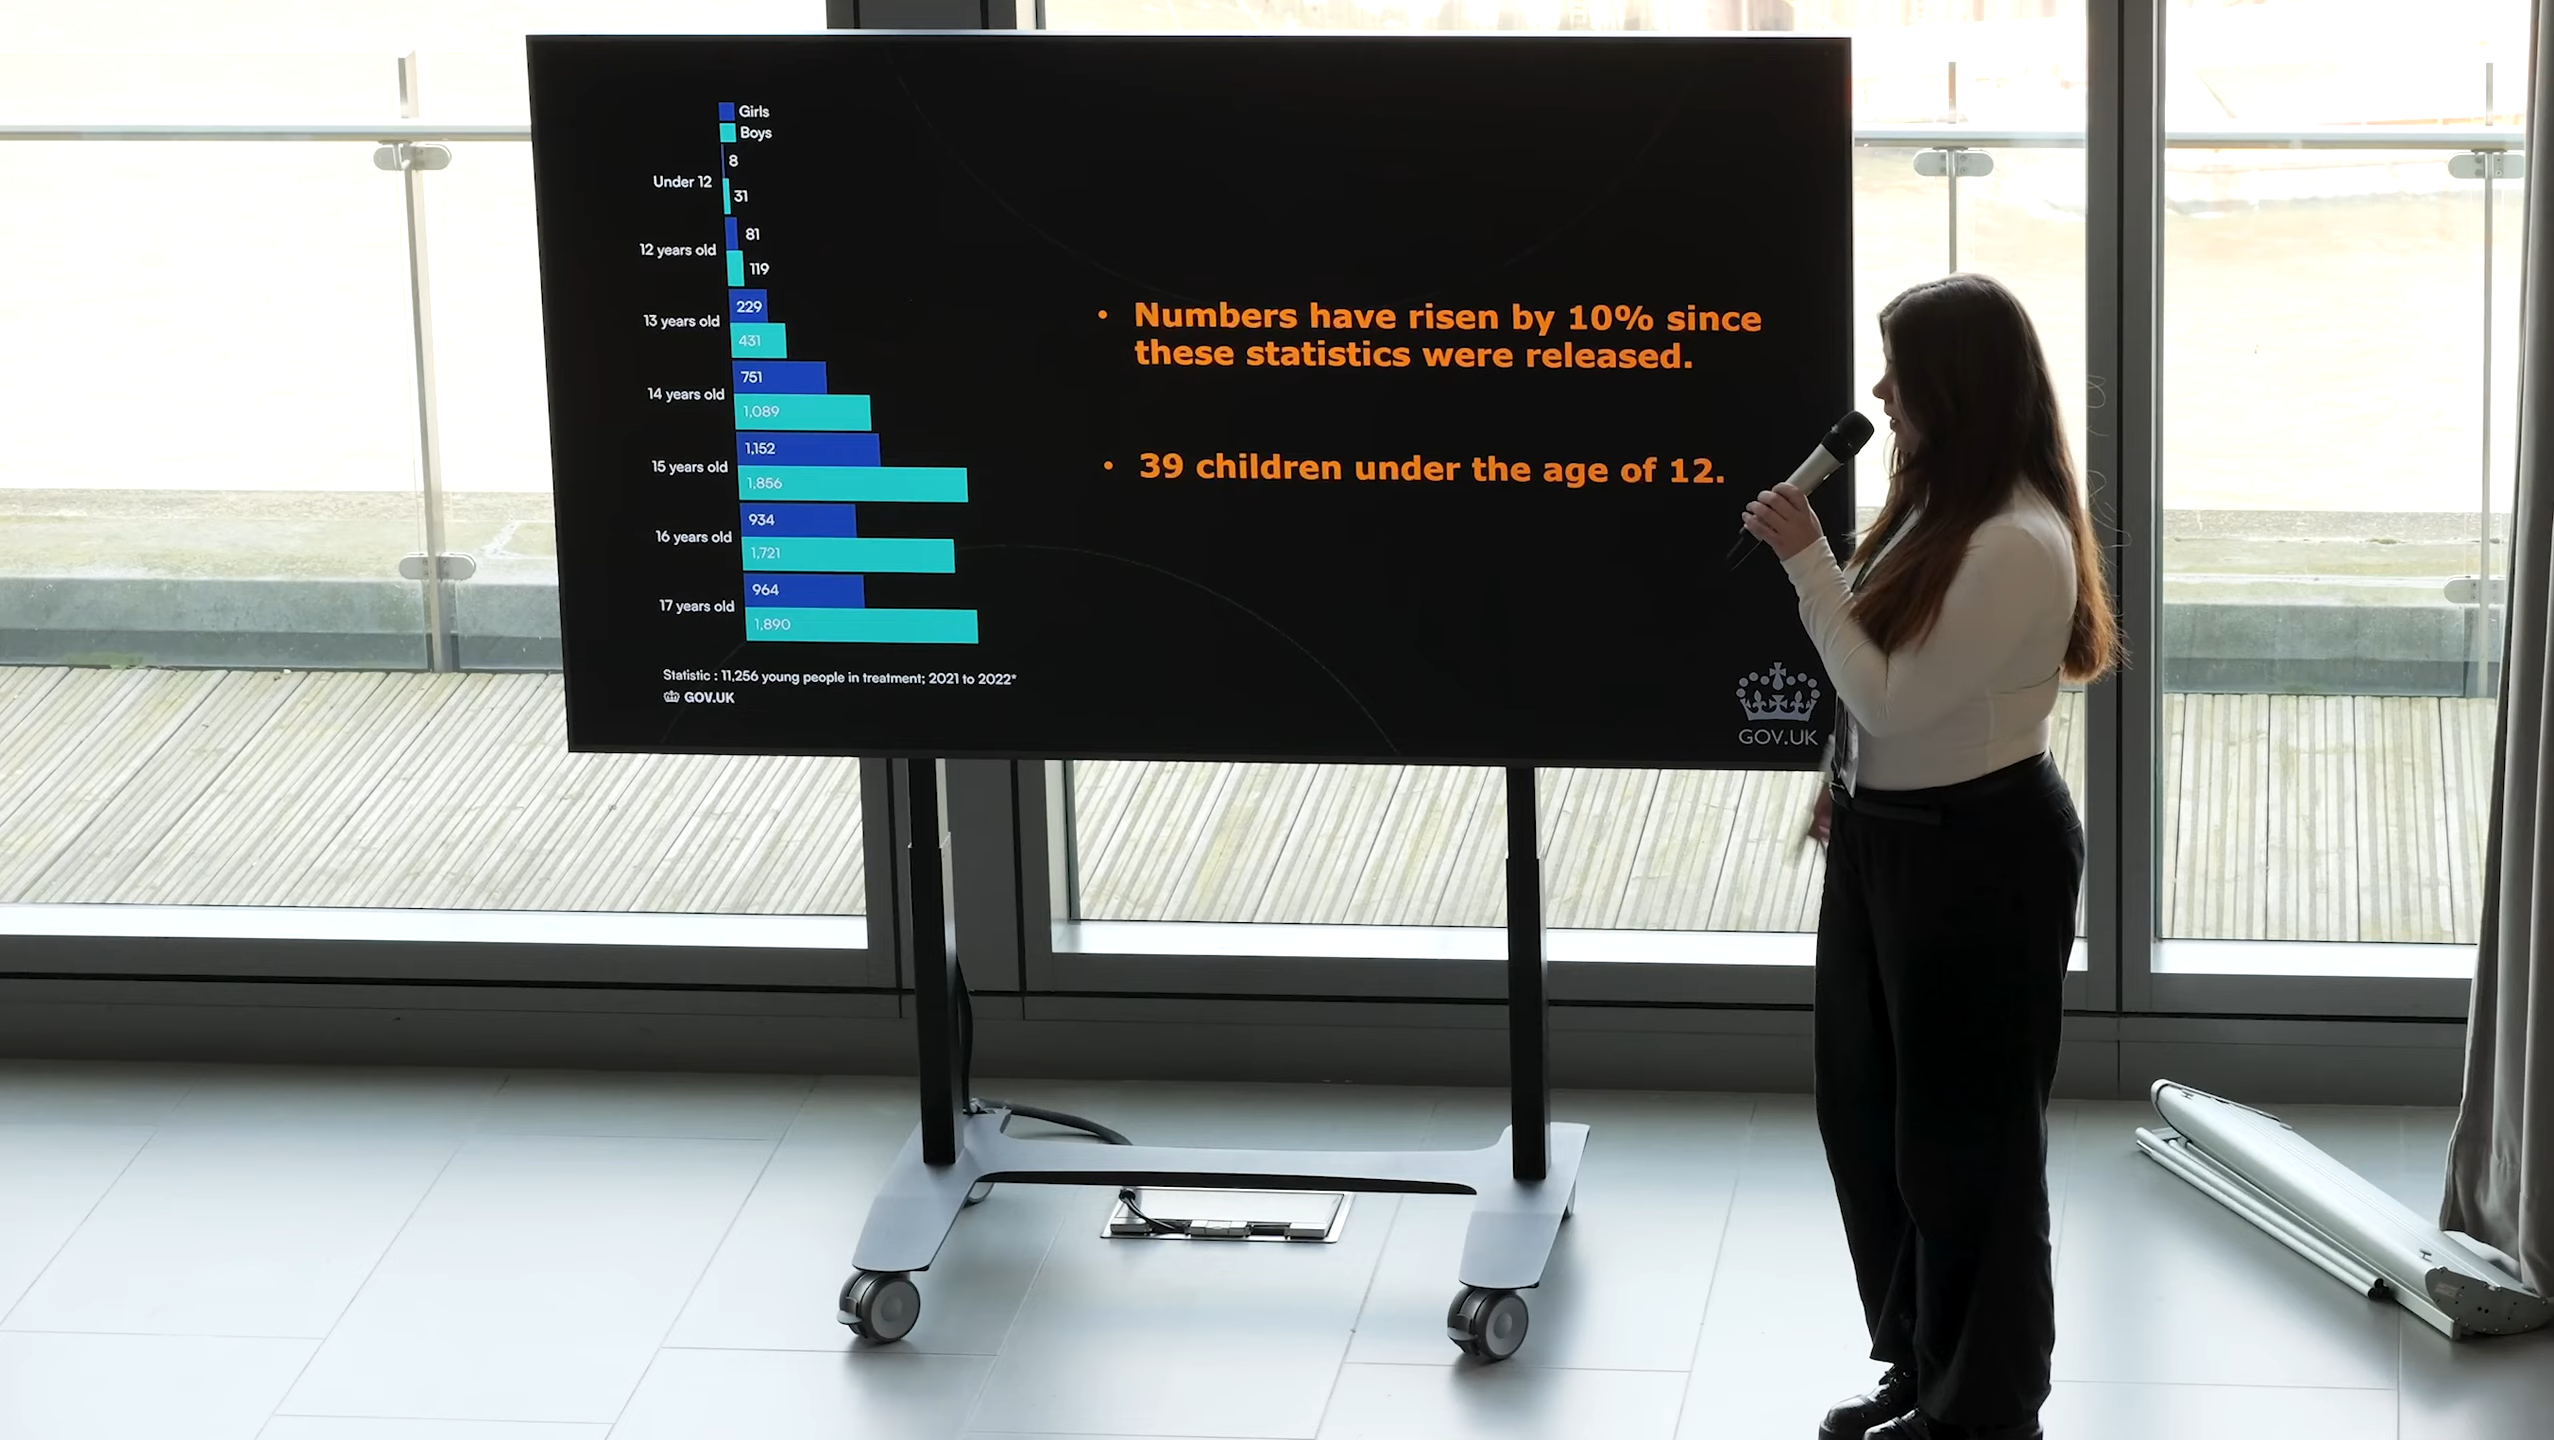 Girls
Boys
Under 12
8
31
12 years old
81
119
13 years old
229
431
14 years old
751
1,089
15 years old
1,152
1,856
16 years old
934
1,721
17 years old
964
1,890
Statistic : 11,256 young people in treatment; 2021 to 2022*
GOV.UK
• Numbers have risen by 10% since
these statistics were released.
• 39 children under the age of 12.
GOV.UK